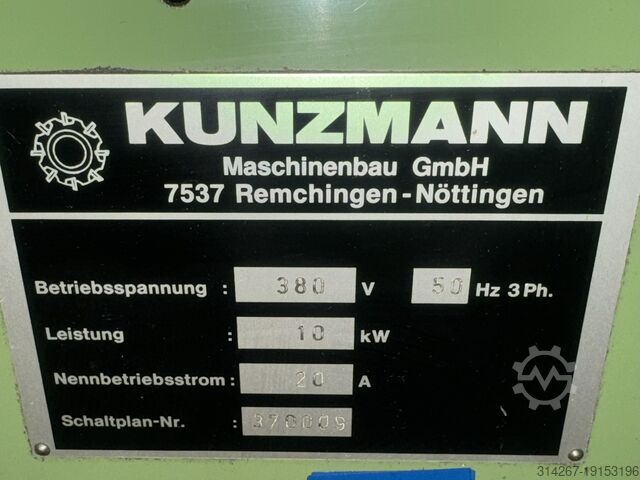 KUNZMANN
Maschinenbau GmbH
7537 Remchingen-Nöttingen
Betriebsspannung : 380 V 50 Hz 3 Ph.
Leistung : 10 kW
Nennbetriebsstrom : 20 A
Schaltplan-Nr. : 370009
314267-19153196